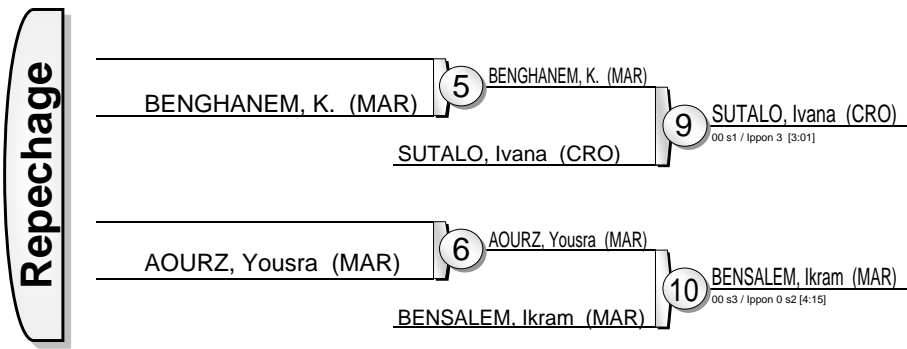 Repechage
BENGHANEM, K. (MAR)
5
BENGHANEM, K. (MAR)
SUTALO, Ivana (CRO)
9
SUTALO, Ivana (CRO)
00 s1 / Ippon 3 [3:01]
AOURZ, Yousra (MAR)
6
AOURZ, Yousra (MAR)
BENSALEM, Ikram (MAR)
10
BENSALEM, Ikram (MAR)
00 s3 / Ippon 0 s2 [4:15]